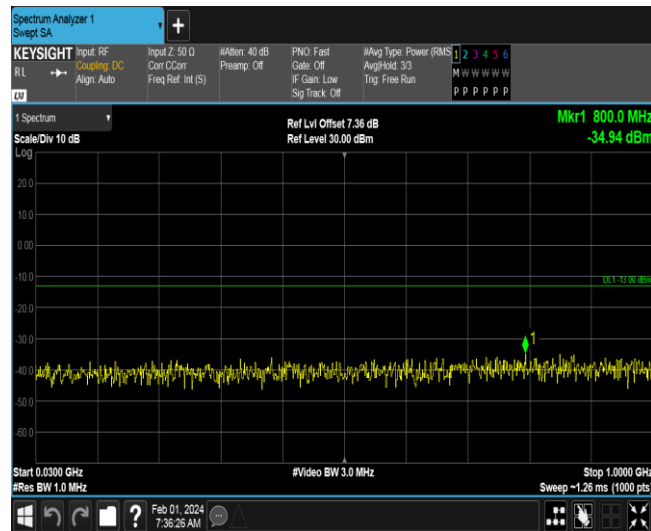 Spectrum Analyzer 1
Swept SA
KEYSIGHT
RL
LXI
Input: RF
Coupling: DC
Align: Auto
Input Z: 50 Ω
Corr CCorr
Freq Ref: Int (S)
#Atten: 40 dB
Preamp: Off
PNO: Fast
Gate: Off
IF Gain: Low
Sig Track: Off
#Avg Type: Power (RMS
Avg|Hold: 3/3
Trig: Free Run
1 2 3 4 5 6
M W W W W W
P P P P P P
1 Spectrum
Scale/Div 10 dB
Ref Lvl Offset 7.36 dB
Ref Level 30.00 dBm
Mkr1 800.0 MHz
-34.94 dBm
Log
20.0
10.0
0.00
-10.0
DL1 -13.00 dBm
-20.0
-30.0
1
-40.0
-50.0
-60.0
Start 0.0300 GHz
#Video BW 3.0 MHz
Stop 1.0000 GHz
#Res BW 1.0 MHz
Sweep ~1.26 ms (1000 pts
?
Feb 01, 2024
7:36:26 AM